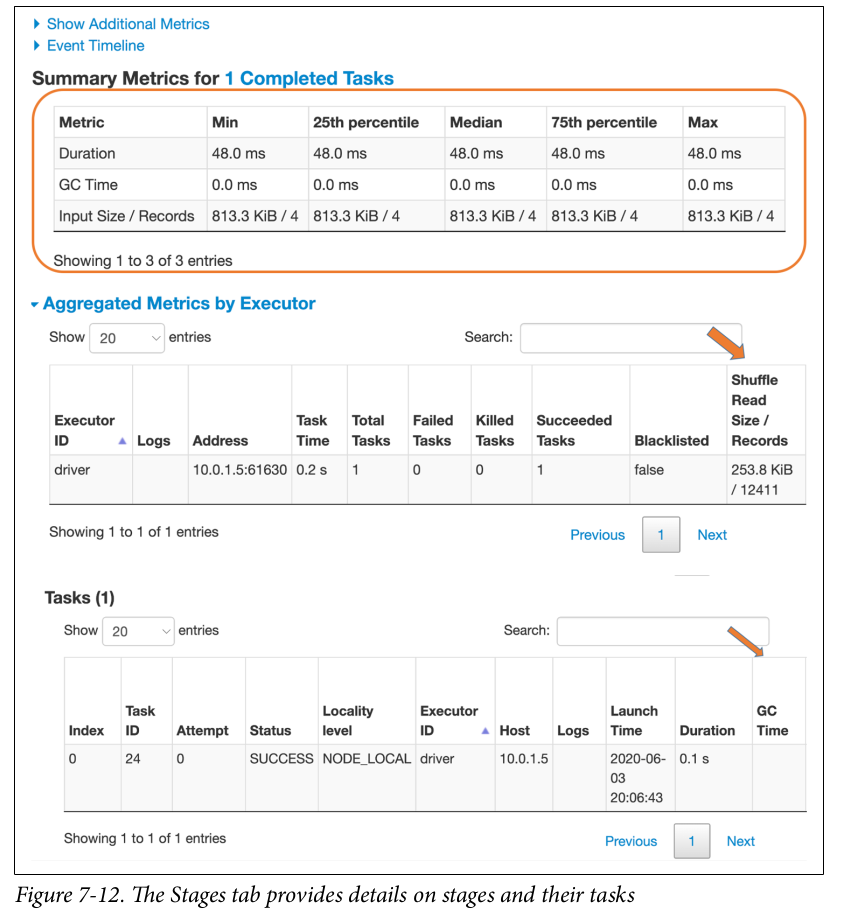 Show Additional Metrics
Event Timeline
Summary Metrics for 1 Completed Tasks
Metric Min 25th percentile Median 75th percentile Max
Duration 48.0 ms 48.0 ms 48.0 ms 48.0 ms 48.0 ms
GC Time 0.0 ms 0.0 ms 0.0 ms 0.0 ms 0.0 ms
Input Size / Records 813.3 KiB / 4 813.3 KiB / 4 813.3 KiB / 4 813.3 KiB / 4 813.3 KiB / 4
Showing 1 to 3 of 3 entries
Aggregated Metrics by Executor
Show 20 entries Search:
Shuffle
Read
Executor Task Total Failed Killed Succeeded Size /
ID Logs Address Time Tasks Tasks Tasks Tasks Blacklisted Records
driver 10.0.1.5:61630 0.2 s 1 0 0 1 false 253.8 KiB
/ 12411
Showing 1 to 1 of 1 entries
Previous 1 Next
Tasks (1)
Show 20 entries Search:
Task Locality Executor Launch GC
Index ID Attempt Status level ID Host Logs Time Duration Time
0 24 0 SUCCESS NODE_LOCAL driver 10.0.1.5 2020-06- 0.1 s
03
20:06:43
Showing 1 to 1 of 1 entries
Previous 1 Next
Figure 7-12. The Stages tab provides details on stages and their tasks